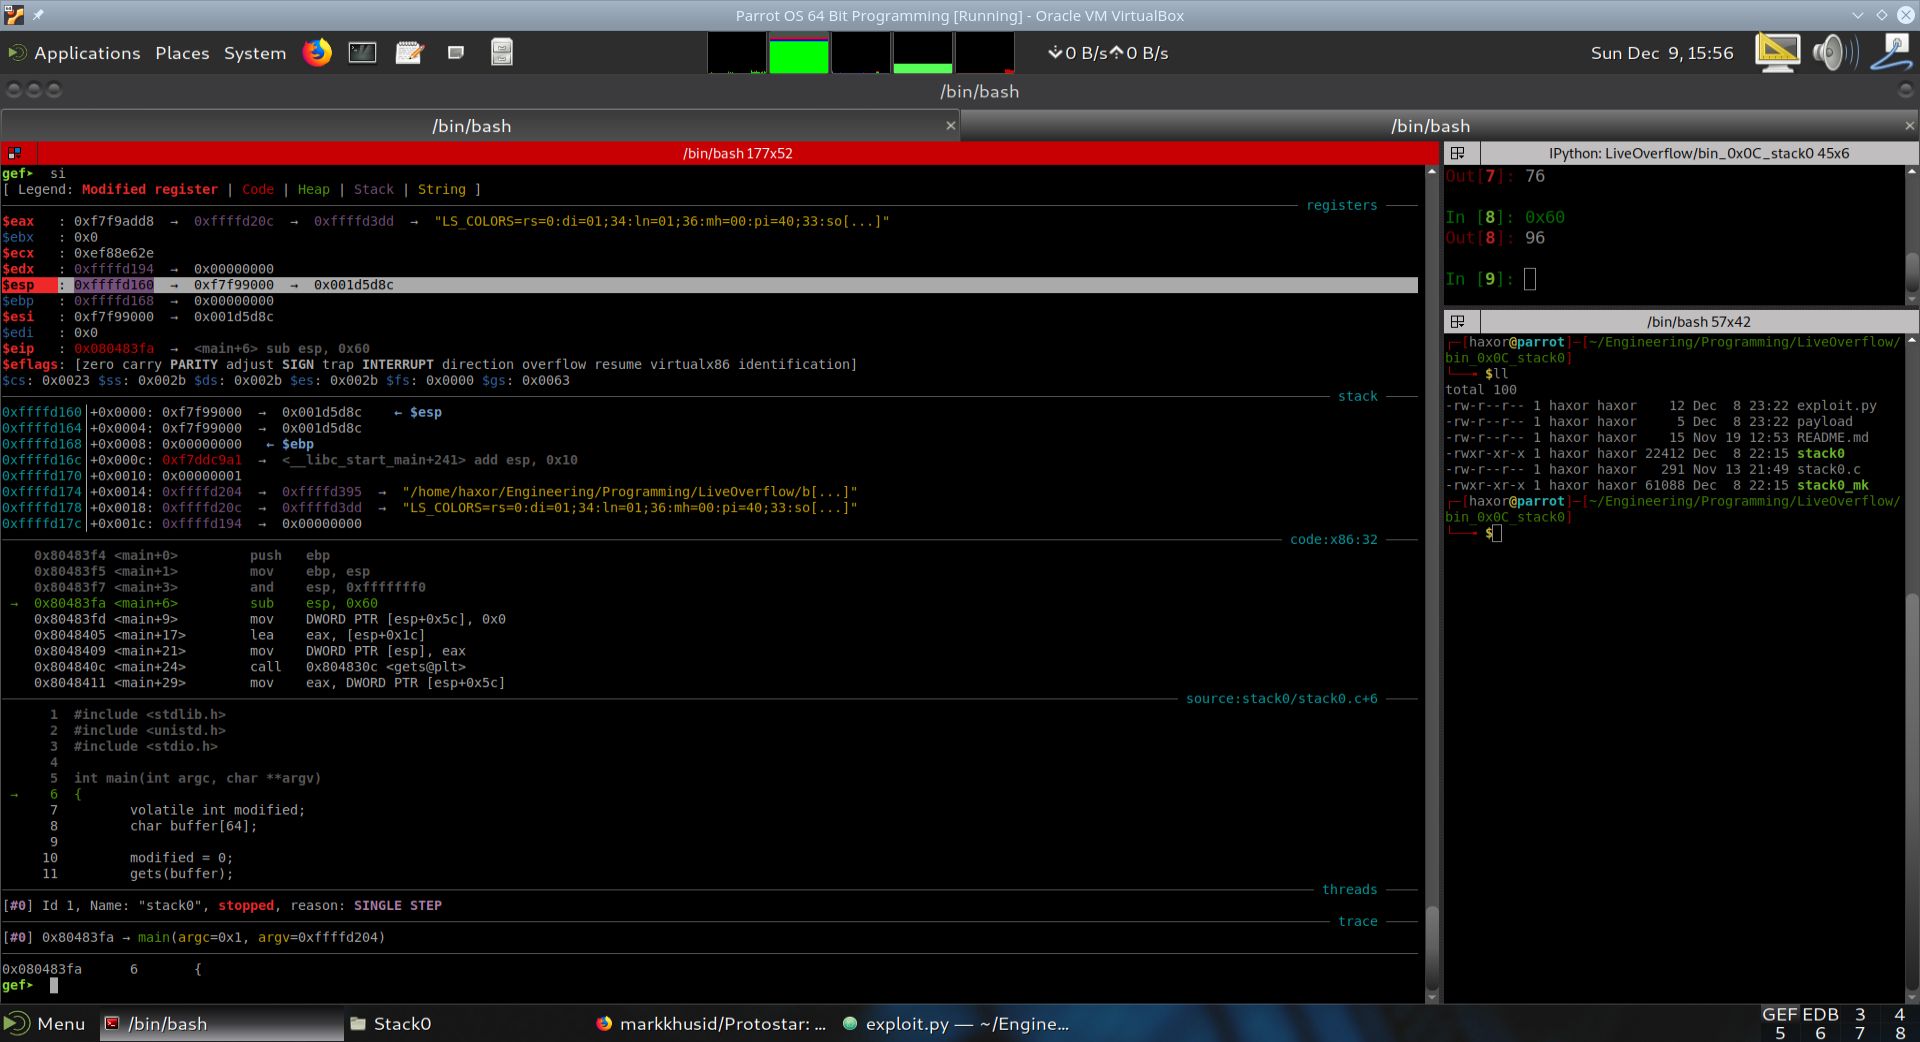 Parrot OS 64 Bit Programming [Running] - Oracle VM VirtualBox
Applications Places System
0 B/s 0 B/s
Sun Dec 9, 15:56
/bin/bash
/bin/bash ×
/bin/bash ×
/bin/bash 177x52
gef➤ si
[ Legend: Modified register | Code | Heap | Stack | String ]
registers
$eax : 0xf7f9add8 → 0xffffd20c → 0xffffd3dd → "LS_COLORS=rs=0:di=01;34:ln=01;36:mh=00:pi=40;33:so[...]"
$ebx : 0x0
$ecx : 0xef88e62e
$edx : 0xffffd194 → 0x00000000
$esp : 0xffffd160 → 0xf7f99000 → 0x001d5d8c
$ebp : 0xffffd168 → 0x00000000
$esi : 0xf7f99000 → 0x001d5d8c
$edi : 0x0
$eip : 0x080483fa → <main+6> sub esp, 0x60
$eflags: [zero carry PARITY adjust SIGN trap INTERRUPT direction overflow resume virtualx86 identification]
$cs: 0x0023 $ss: 0x002b $ds: 0x002b $es: 0x002b $fs: 0x0000 $gs: 0x0063
stack
0xffffd160│+0x0000: 0xf7f99000 → 0x001d5d8c ← $esp
0xffffd164│+0x0004: 0xf7f99000 → 0x001d5d8c
0xffffd168│+0x0008: 0x00000000 ← $ebp
0xffffd16c│+0x000c: 0xf7ddc9a1 → <__libc_start_main+241> add esp, 0x10
0xffffd170│+0x0010: 0x00000001
0xffffd174│+0x0014: 0xffffd204 → 0xffffd395 → "/home/haxor/Engineering/Programming/LiveOverflow/b[...]"
0xffffd178│+0x0018: 0xffffd20c → 0xffffd3dd → "LS_COLORS=rs=0:di=01;34:ln=01;36:mh=00:pi=40;33:so[...]"
0xffffd17c│+0x001c: 0xffffd194 → 0x00000000
code:x86:32
0x80483f4 <main+0> push ebp
0x80483f5 <main+1> mov ebp, esp
0x80483f7 <main+3> and esp, 0xfffffff0
→ 0x80483fa <main+6> sub esp, 0x60
0x80483fd <main+9> mov DWORD PTR [esp+0x5c], 0x0
0x8048405 <main+17> lea eax, [esp+0x1c]
0x8048409 <main+21> mov DWORD PTR [esp], eax
0x804840c <main+24> call 0x804830c <gets@plt>
0x8048411 <main+29> mov eax, DWORD PTR [esp+0x5c]
source:stack0/stack0.c+6
1 #include <stdlib.h>
2 #include <unistd.h>
3 #include <stdio.h>
4
5 int main(int argc, char **argv)
→ 6 {
7 volatile int modified;
8 char buffer[64];
9
10 modified = 0;
11 gets(buffer);
threads
[#0] Id 1, Name: "stack0", stopped, reason: SINGLE STEP
trace
[#0] 0x80483fa → main(argc=0x1, argv=0xffffd204)
0x080483fa 6 {
gef➤
IPython: LiveOverflow/bin_0x0C_stack0 45x6
Out[7]: 76
In [8]: 0x60
Out[8]: 96
In [9]:
/bin/bash 57x42
┌─[haxor@parrot]─[~/Engineering/Programming/LiveOverflow/
bin_0x0C_stack0]
└──╼ $ll
total 100
-rw-r--r-- 1 haxor haxor 12 Dec 8 23:22 exploit.py
-rw-r--r-- 1 haxor haxor 5 Dec 8 23:22 payload
-rw-r--r-- 1 haxor haxor 15 Nov 19 12:53 README.md
-rwxr-xr-x 1 haxor haxor 22412 Dec 8 22:15 stack0
-rw-r--r-- 1 haxor haxor 291 Nov 13 21:49 stack0.c
-rwxr-xr-x 1 haxor haxor 61088 Dec 8 22:15 stack0_mk
┌─[haxor@parrot]─[~/Engineering/Programming/LiveOverflow/
bin_0x0C_stack0]
└──╼ $
Menu /bin/bash Stack0 markkhusid/Protostar: ... exploit.py — ~/Engine...
GEF EDB 3 4
5 6 7 8